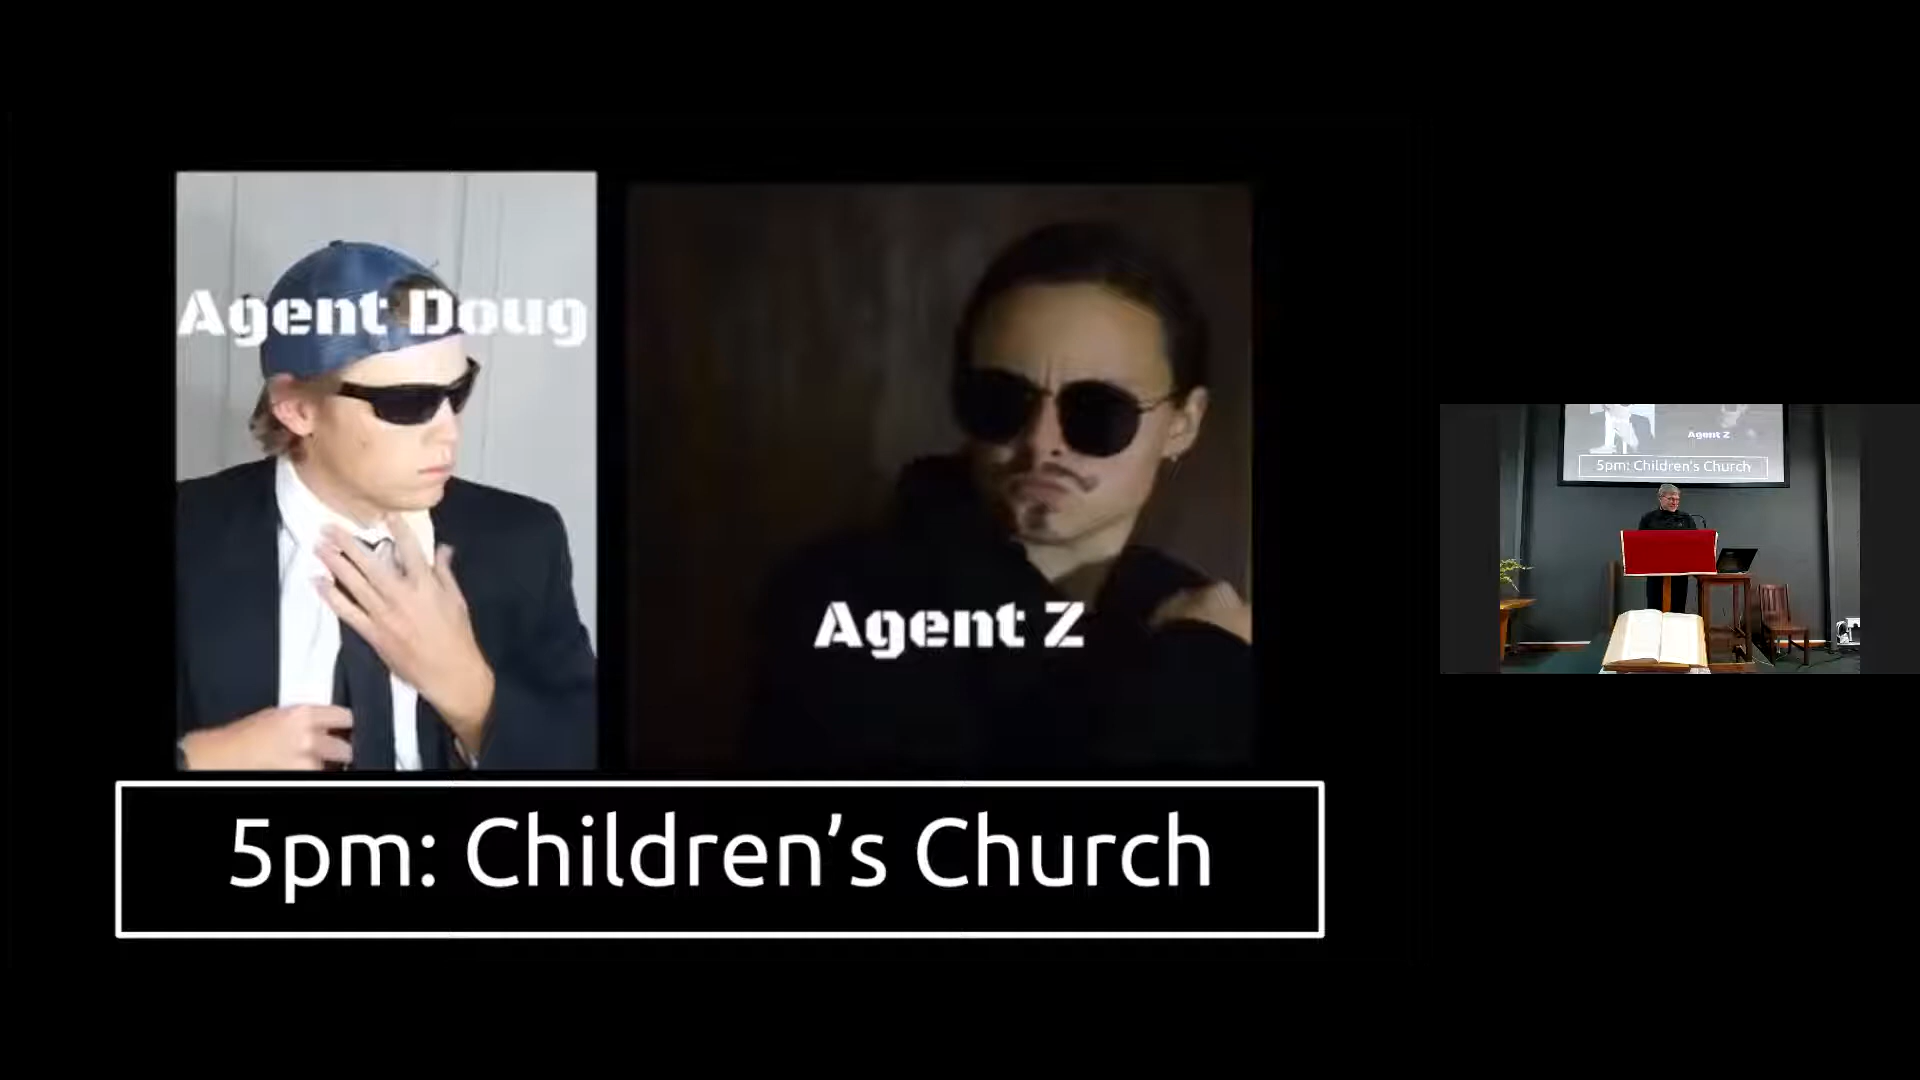 Agent Doug
Agent Z
5pm: Children’s Church
Agent Z
5pm: Children's Church